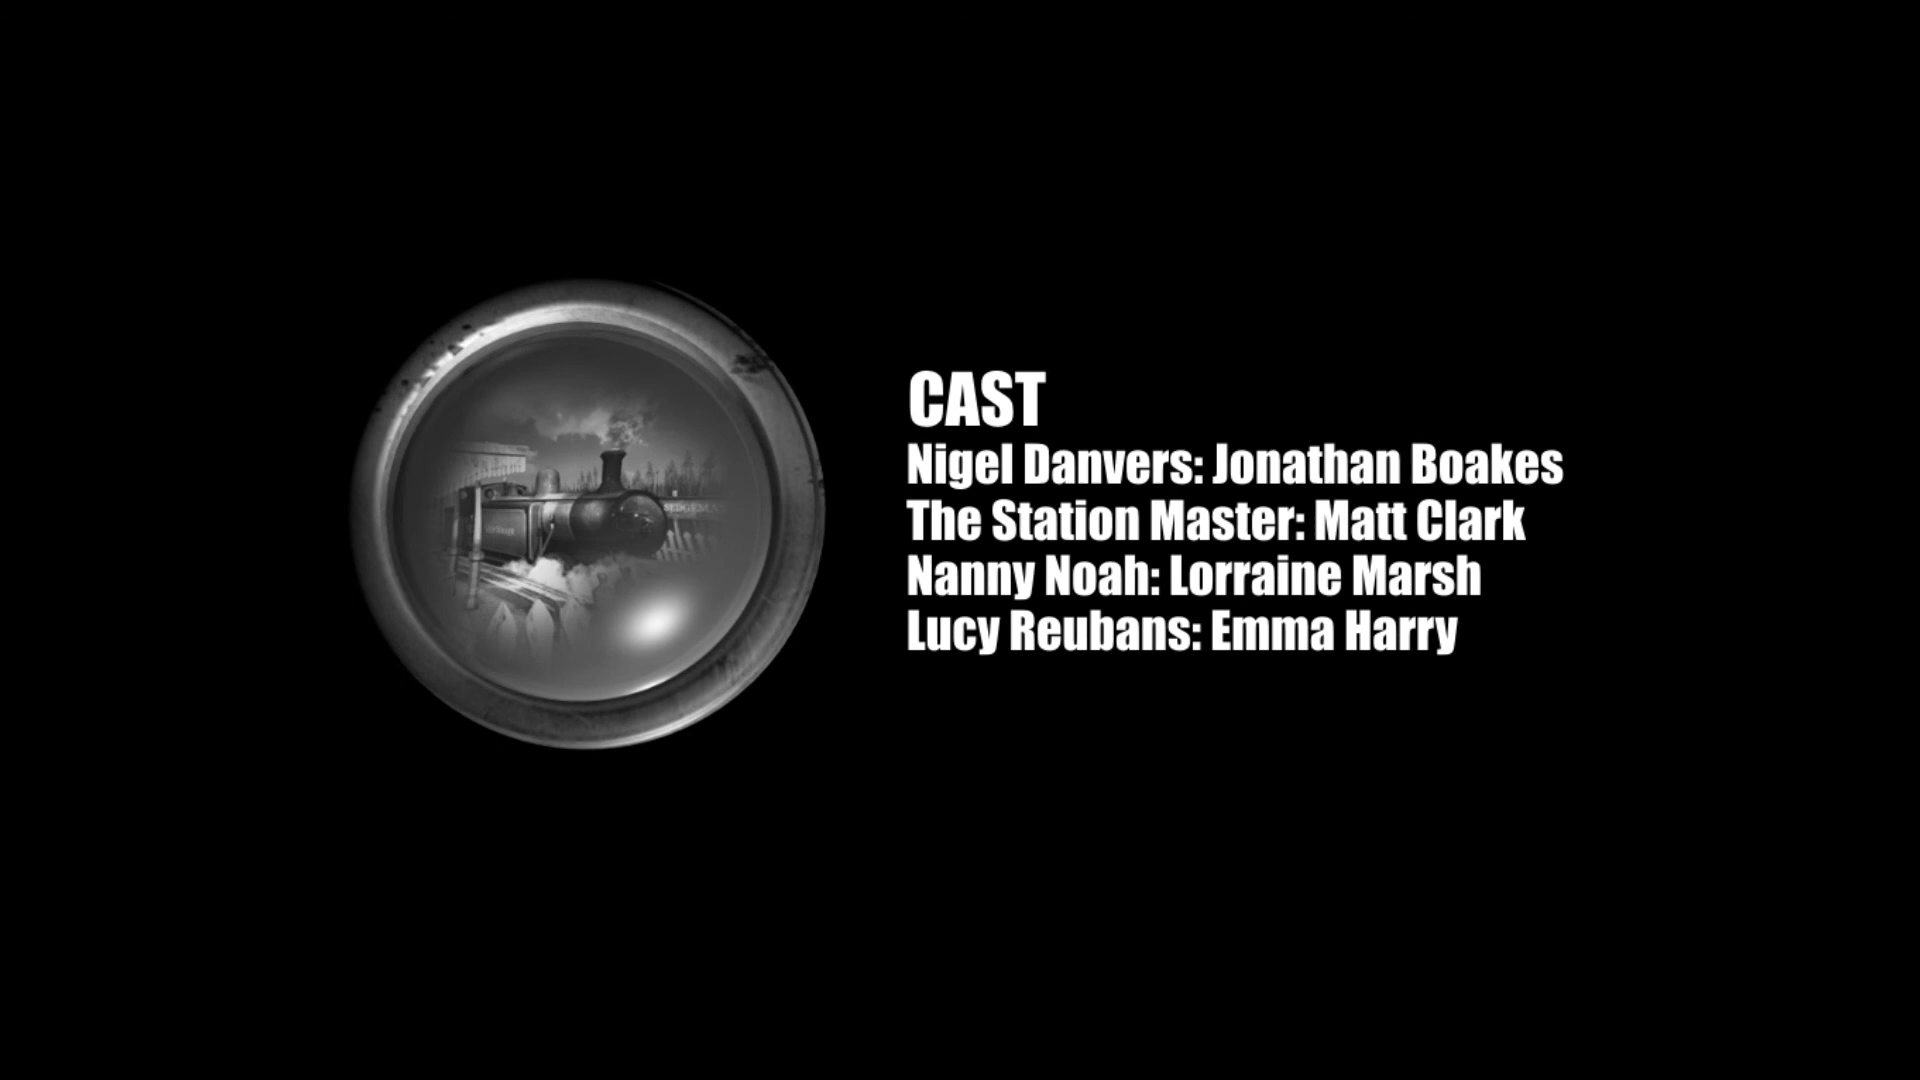 CAST
Nigel Danvers: Jonathan Boakes
The Station Master: Matt Clark
Nanny Noah: Lorraine Marsh
Lucy Reubans: Emma Harry